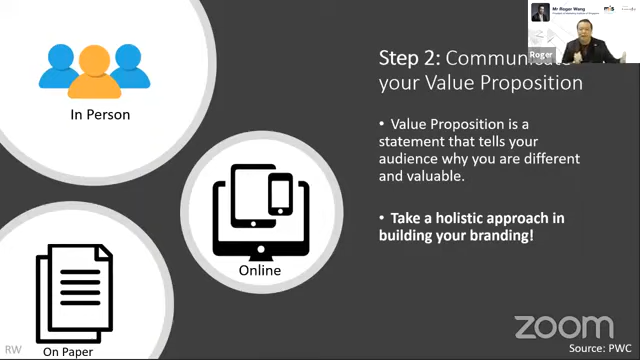 Mr Roger Wang
Roger
Step 2: Communicate
your Value Proposition
In Person
• Value Proposition is a
statement that tells your
audience why you are different
and valuable.
• Take a holistic approach in
building your branding!
Online
On Paper
RW
zoom
Source: PWC